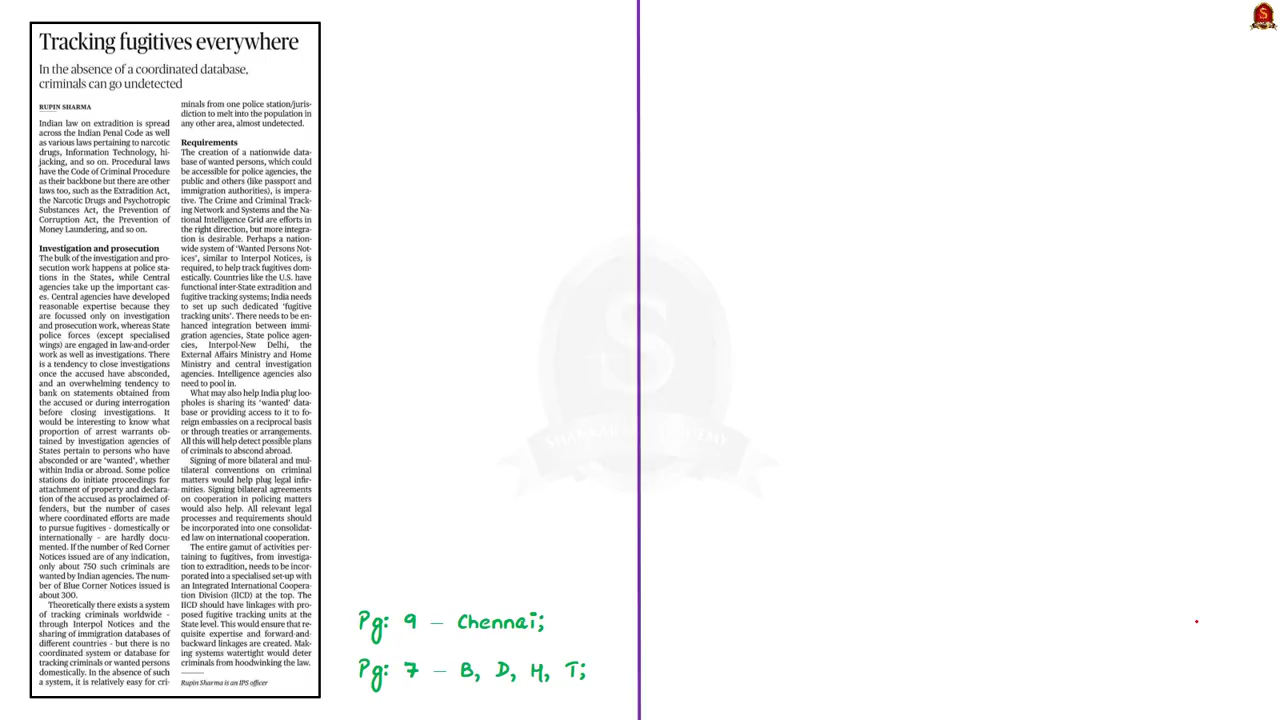 Tracking fugitives everywhere
In the absence of a coordinated database,
criminals can go undetected
RUPIN SHARMA
Indian law on extradition is spread
across the Indian Penal Code as well
as various laws pertaining to narcotic
drugs, Information Technology, hi-
jacking, and so on. Procedural laws
have the Code of Criminal Procedure
as their backbone but there are other
laws too, such as the Extradition Act,
the Narcotic Drugs and Psychotropic
Substances Act, the Prevention of
Corruption Act, the Prevention of
Money Laundering, and so on.
Investigation and prosecution
The bulk of the investigation and pro-
secution work happens at police sta-
tions in the States, while Central
agencies take up the important cas-
es. Central agencies have developed
reasonable expertise because they
are focussed only on investigation
and prosecution work, whereas State
police forces (except specialised
wings) are engaged in law-and-order
work as well as investigations. There
is a tendency to close investigations
once the accused have absconded,
and an overwhelming tendency to
bank on statements obtained from
the accused or during interrogation
before closing investigations. It
would be interesting to know what
proportion of arrest warrants ob-
tained by investigation agencies of
States pertain to persons who have
absconded or are ‘wanted’, whether
within India or abroad. Some police
stations do initiate proceedings for
attachment of property and declara-
tion of the accused as proclaimed of-
fenders, but the number of cases
where coordinated efforts are made
to pursue fugitives - domestically or
internationally - are hardly docu-
mented. If the number of Red Corner
Notices issued are of any indication,
only about 750 such criminals are
wanted by Indian agencies. The num-
ber of Blue Corner Notices issued is
about 300.
Theoretically there exists a system
of tracking criminals worldwide -
through Interpol Notices and the
sharing of immigration databases of
different countries - but there is no
coordinated system or database for
tracking criminals or wanted persons
domestically. In the absence of such
a system, it is relatively easy for cri-
minals from one police station/juris-
diction to melt into the population in
any other area, almost undetected.
Requirements
The creation of a nationwide data-
base of wanted persons, which could
be accessible for police agencies, the
public and others (like passport and
immigration authorities), is impera-
tive. The Crime and Criminal Track-
ing Network and Systems and the Na-
tional Intelligence Grid are efforts in
the right direction, but more integra-
tion is desirable. Perhaps a nation-
wide system of ‘Wanted Persons Not-
ices’, similar to Interpol Notices, is
required, to help track fugitives dom-
estically. Countries like the U.S. have
functional inter-State extradition and
fugitive tracking systems; India needs
to set up such dedicated ‘fugitive
tracking units’. There needs to be en-
hanced integration between immi-
gration agencies, State police agen-
cies, Interpol-New Delhi, the
External Affairs Ministry and Home
Ministry and central investigation
agencies. Intelligence agencies also
need to pool in.
What may also help India plug loo-
pholes is sharing its ‘wanted’ data-
base or providing access to it to fo-
reign embassies on a reciprocal basis
or through treaties or arrangements.
All this will help detect possible plans
of criminals to abscond abroad.
Signing of more bilateral and mul-
tilateral conventions on criminal
matters would help plug legal infir-
mities. Signing bilateral agreements
on cooperation in policing matters
would also help. All relevant legal
processes and requirements should
be incorporated into one consolidat-
ed law on international cooperation.
The entire gamut of activities per-
taining to fugitives, from investiga-
tion to extradition, needs to be incor-
porated into a specialised set-up with
an Integrated International Coopera-
tion Division (IICD) at the top. The
IICD should have linkages with pro-
posed fugitive tracking units at the
State level. This would ensure that re-
quisite expertise and forward-and-
backward linkages are created. Mak-
ing systems watertight would deter
criminals from hoodwinking the law.
Rupin Sharma is an IPS officer
Pg: 9 – Chennai;
Pg: 7 – B, D, H, T;
S
SHANKAR IAS ACADEMY